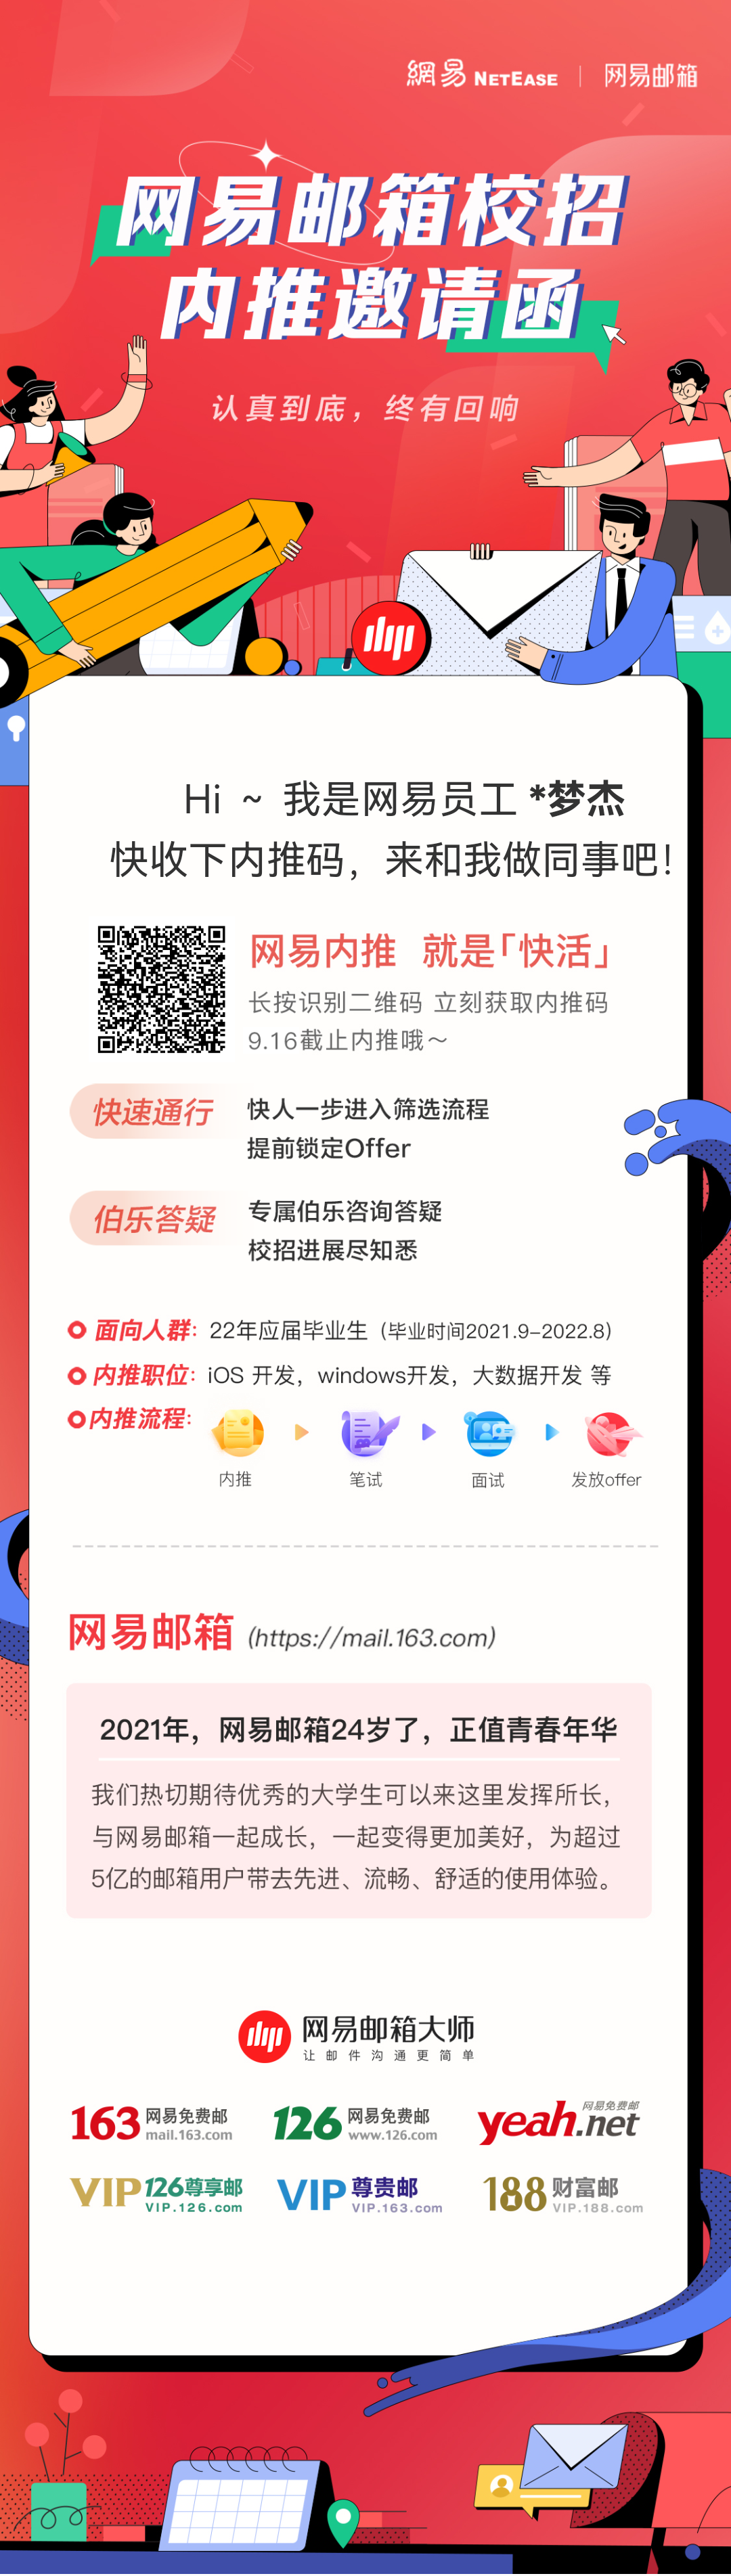 網易 NETEASE | 网易邮箱
网易邮箱校招
内推邀请函
认真到底，终有回响
Hi ~ 我是网易员工 *梦杰
快收下内推码，来和我做同事吧！
网易内推 就是「快活」
长按识别二维码 立刻获取内推码
9.16截止内推哦～
快速通行
快人一步进入筛选流程
提前锁定Offer
伯乐答疑
专属伯乐咨询答疑
校招进展尽知悉
面向人群：22年应届毕业生（毕业时间2021.9-2022.8）
内推职位：iOS 开发，windows开发，大数据开发 等
内推流程：
内推 笔试 面试 发放offer
网易邮箱 (https://mail.163.com)
2021年，网易邮箱24岁了，正值青春年华
我们热切期待优秀的大学生可以来这里发挥所长，
与网易邮箱一起成长，一起变得更加美好，为超过
5亿的邮箱用户带去先进、流畅、舒适的使用体验。
网易邮箱大师
让邮件沟通更简单
163 网易免费邮 mail.163.com
126 网易免费邮 www.126.com
yeah.net 网易免费邮
VIP 126尊享邮 VIP.126.com
VIP 尊贵邮 VIP.163.com
188 财富邮 VIP.188.com